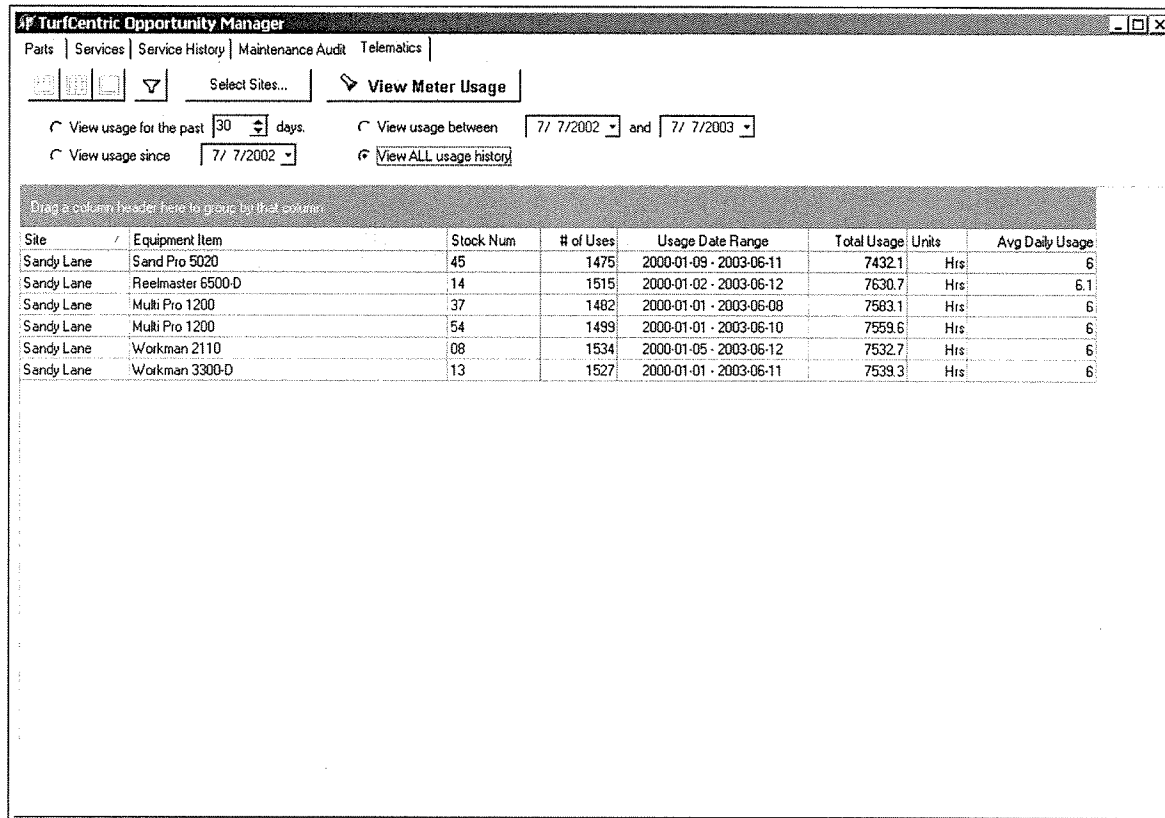 TurfCentric Opportunity Manager
Parts Services Service History Maintenance Audit Telematics
Select Sites... View Meter Usage
View usage for the past 30 days. View usage between 7/ 7/2002 and 7/ 7/2003
View usage since 7/ 7/2002 View ALL usage history
Drag a column header here to group by that column
Site / Equipment Item Stock Num # of Uses Usage Date Range Total Usage Units Avg Daily Usage
Sandy Lane Sand Pro 5020 45 1475 2000-01-09 - 2003-06-11 7432.1 Hrs 6
Sandy Lane Reelmaster 6500-D 14 1515 2000-01-02 - 2003-06-12 7630.7 Hrs 6.1
Sandy Lane Multi Pro 1200 37 1482 2000-01-01 - 2003-06-08 7583.1 Hrs 6
Sandy Lane Multi Pro 1200 54 1499 2000-01-01 - 2003-06-10 7559.6 Hrs 6
Sandy Lane Workman 2110 08 1534 2000-01-05 - 2003-06-12 7532.7 Hrs 6
Sandy Lane Workman 3300-D 13 1527 2000-01-01 - 2003-06-11 7539.3 Hrs 6